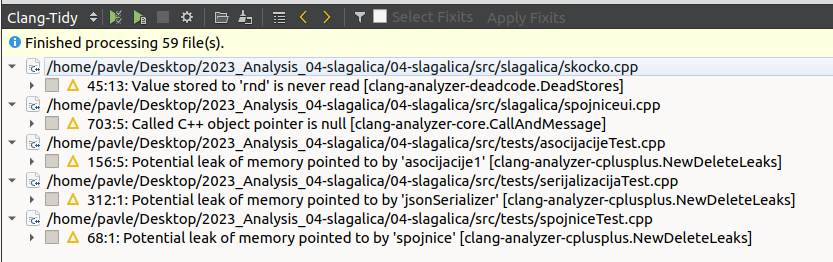 Clang-Tidy Select Fixits Apply Fixits
Finished processing 59 file(s).
/home/pavle/Desktop/2023_Analysis_04-slagalica/04-slagalica/src/slagalica/skocko.cpp
45:13: Value stored to 'rnd' is never read [clang-analyzer-deadcode.DeadStores]
/home/pavle/Desktop/2023_Analysis_04-slagalica/04-slagalica/src/slagalica/spojniceui.cpp
703:5: Called C++ object pointer is null [clang-analyzer-core.CallAndMessage]
/home/pavle/Desktop/2023_Analysis_04-slagalica/04-slagalica/src/tests/asocijacijeTest.cpp
156:5: Potential leak of memory pointed to by 'asocijacije1' [clang-analyzer-cplusplus.NewDeleteLeaks]
/home/pavle/Desktop/2023_Analysis_04-slagalica/04-slagalica/src/tests/serijalizacijaTest.cpp
312:1: Potential leak of memory pointed to by 'jsonSerializer' [clang-analyzer-cplusplus.NewDeleteLeaks]
/home/pavle/Desktop/2023_Analysis_04-slagalica/04-slagalica/src/tests/spojniceTest.cpp
68:1: Potential leak of memory pointed to by 'spojnice' [clang-analyzer-cplusplus.NewDeleteLeaks]